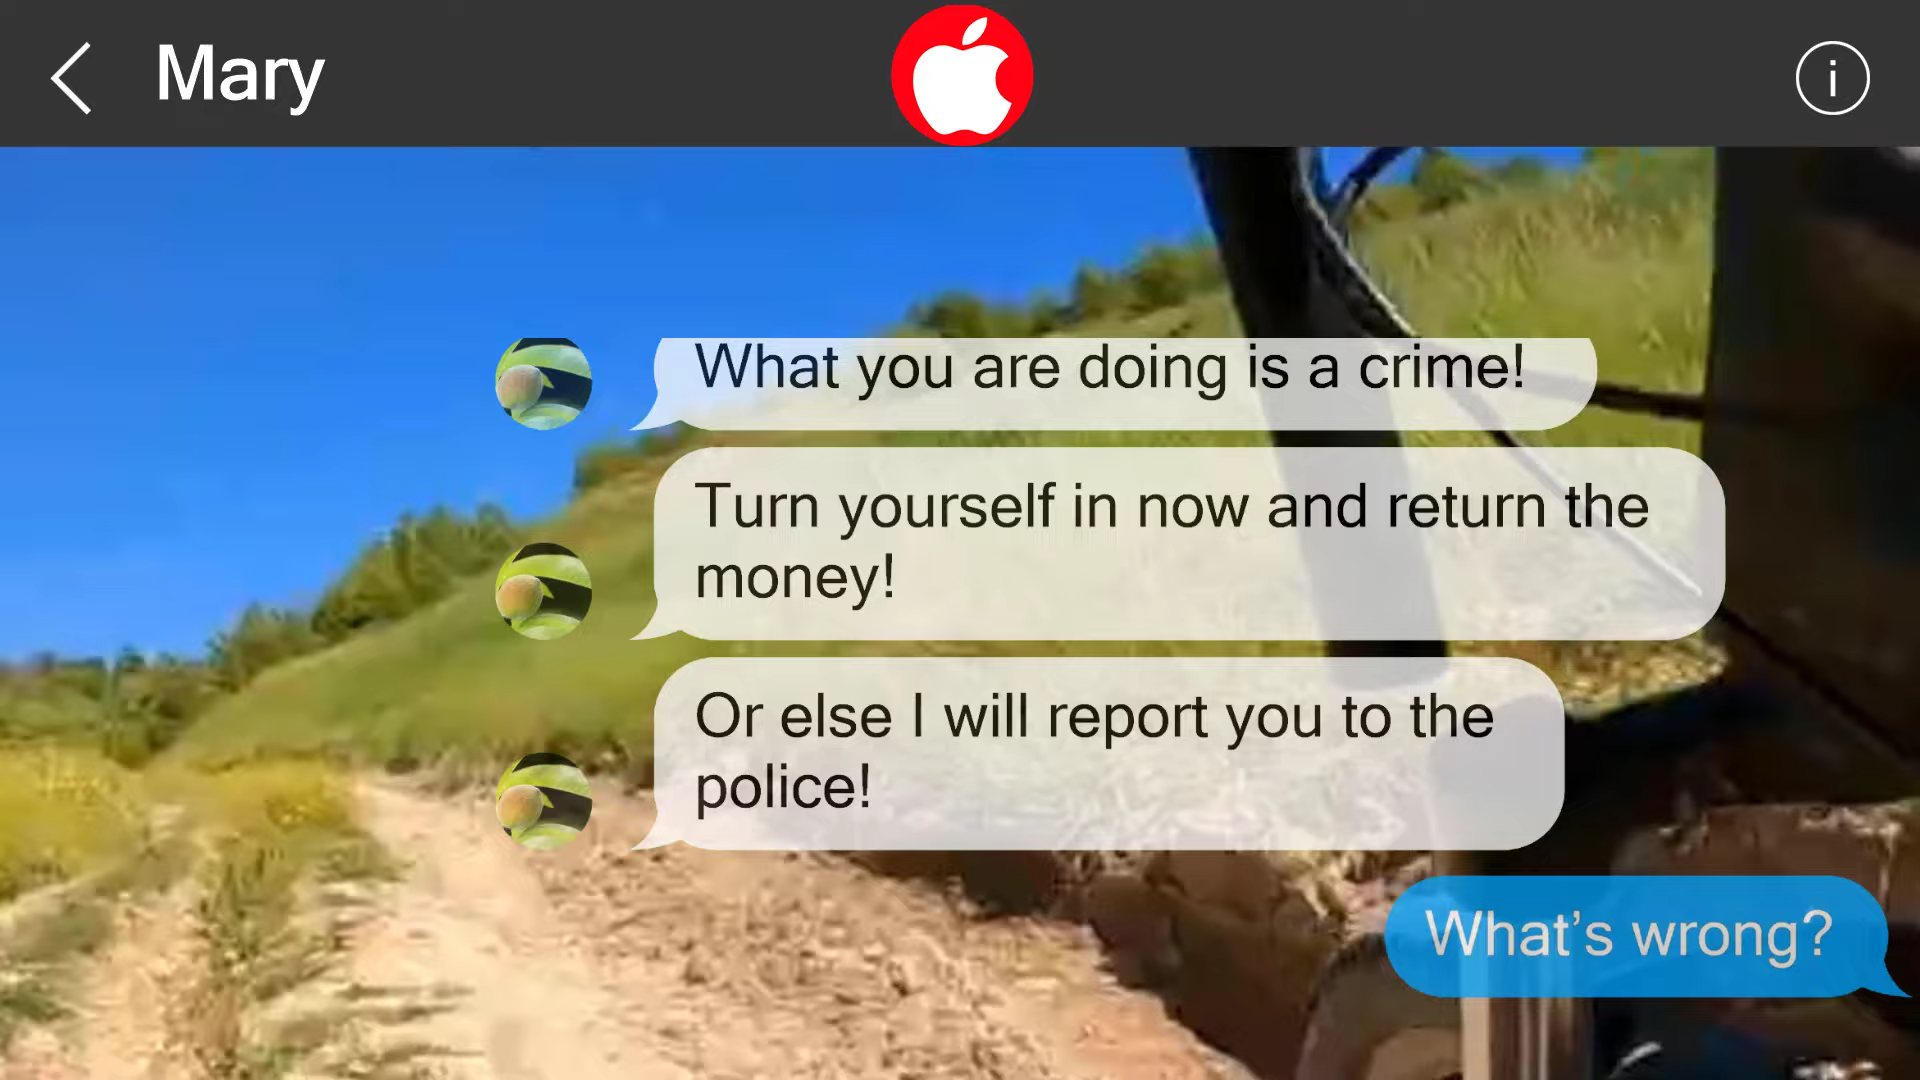 Mary
What you are doing is a crime!
Turn yourself in now and return the
money!
Or else I will report you to the
police!
What’s wrong?